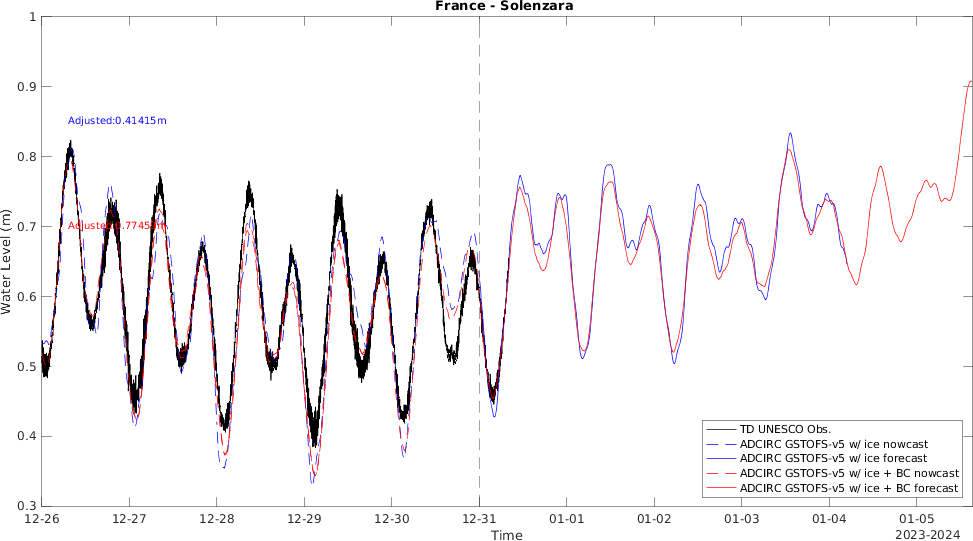 France - Solenzara
1
0.9
0.8
0.7
0.6
0.5
0.4
0.3
Water Level (m)
Adjusted:0.41415m
12-26
12-27
12-28
12-29
12-30
12-31
01-01
01-02
01-03
01-04
01-05
Time
2023-2024
TD UNESCO Obs.
ADCIRC GSTOFS-v5 w/ ice nowcast
ADCIRC GSTOFS-v5 w/ ice forecast
ADCIRC GSTOFS-v5 w/ ice + BC nowcast
ADCIRC GSTOFS-v5 w/ ice + BC forecast